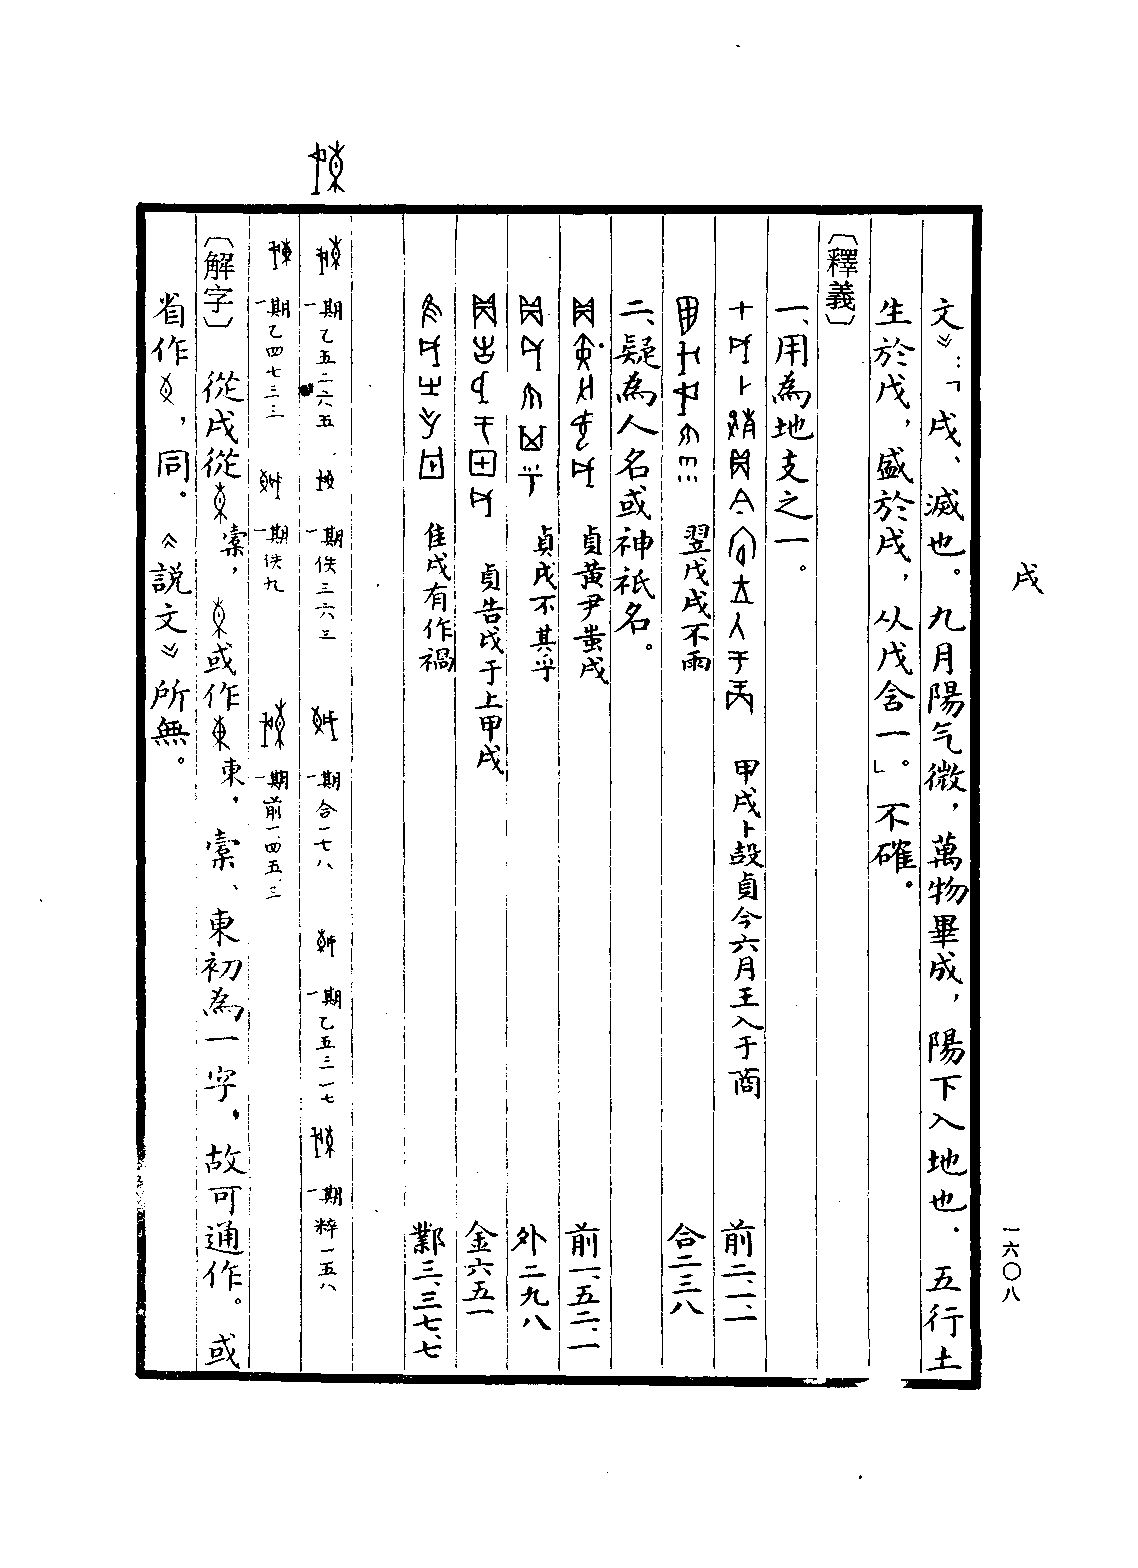 戌
一六〇八
文》：「戌、滅也。九月陽气微，萬物畢成，陽下入地也。五行土
生於戊，盛於戌，从戊含一。」不確。
〔釋義〕
一、用為地支之一。
甲戌卜㱿貞今六月王入于商 前二、一、一
翌戊戌不雨 合二三八
二、疑為人名或神祇名。
貞黃尹蚩戌 前一、五二、一
貞戌不其乎 外二九八
貞告戌于上甲戌 金六五一
隹戌有作禍 鄴三、三七、七
一期乙五二六五 一期佚三六三 一期合一七八 一期乙五三一七 一期粹一五八
一期乙四七三三 一期佚九 一期前一、四五、三
〔解字〕 從戌從橐，或作東，橐、東初為一字，故可通作。或
省作，同。《説文》所無。